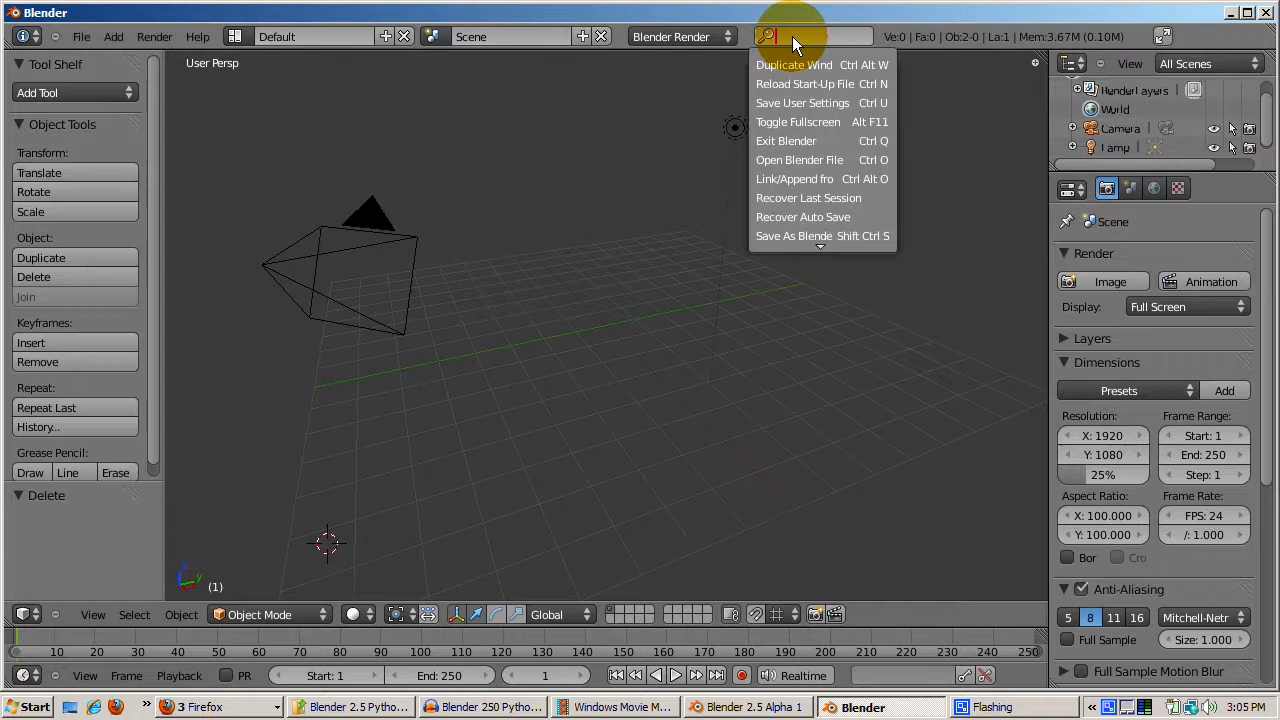 Blender
File Add Render Help Default Scene Blender Render Ve:0 | Fa:0 | Ob:2-0 | La:1 | Mem:3.67M (0.10M)
Tool Shelf
Add Tool
Object Tools
Transform:
Translate
Rotate
Scale
Object:
Duplicate
Delete
Join
Keyframes:
Insert
Remove
Repeat:
Repeat Last
History...
Grease Pencil:
Draw Line Erase
Delete
User Persp
(1)
Duplicate Wind Ctrl Alt W
Reload Start-Up File Ctrl N
Save User Settings Ctrl U
Toggle Fullscreen Alt F11
Exit Blender Ctrl Q
Open Blender File Ctrl O
Link/Append fro Ctrl Alt O
Recover Last Session
Recover Auto Save
Save As Blende Shift Ctrl S
View All Scenes
RenderLayers
World
Camera
Lamp
Scene
Render
Image Animation
Display: Full Screen
Layers
Dimensions
Presets Add
Resolution: Frame Range:
X: 1920 Start: 1
Y: 1080 End: 250
25% Step: 1
Aspect Ratio: Frame Rate:
X: 100.000 FPS: 24
Y: 100.000 /: 1.000
Bor Cro
Anti-Aliasing
5 8 11 16 Mitchell-Netr
Full Sample Size: 1.000
Full Sample Motion Blur
View Select Object Object Mode Global
0 10 20 30 40 50 60 70 80 90 100 110 120 130 140 150 160 170 180 190 200 210 220 230 240 250
View Frame Playback PR Start: 1 End: 250 1 Realtime
Start 3 Firefox Blender 2.5 Pytho... Blender 250 Pytho... Windows Movie M... Blender 2.5 Alpha 1 Blender Flashing 3:05 PM